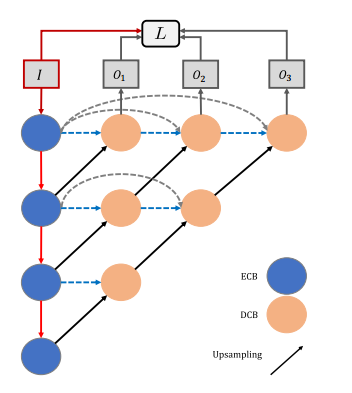 L
I O₁ O₂ O₃
ECB
DCB
Upsampling